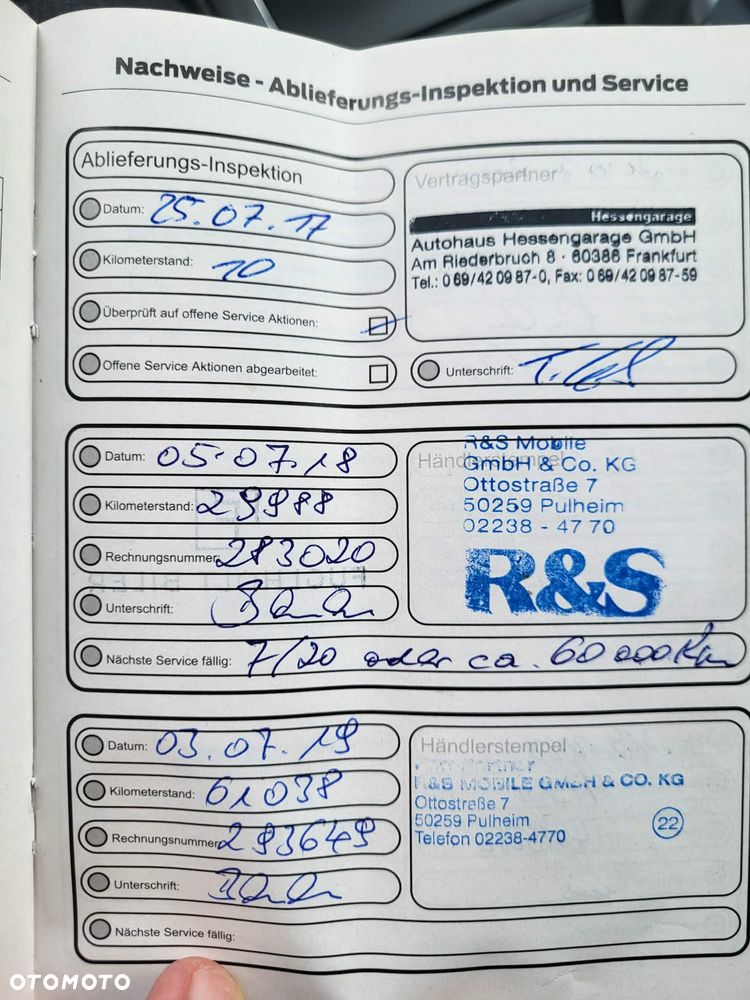 Nachweise - Ablieferungs-Inspektion und Service
Ablieferungs-Inspektion
Datum: 25.07.17
Kilometerstand: 10
Überprüft auf offene Service Aktionen:
Offene Service Aktionen abgearbeitet:
Vertragspartner
Hessengarage
Autohaus Hessengarage GmbH
Am Riederbruch 8 · 60386 Frankfurt
Tel.: 069/42 09 87-0, Fax: 069/42 09 87-59
Unterschrift:
Datum: 05.07.18
Kilometerstand: 29988
Rechnungsnummer: 283020
Unterschrift:
Nächste Service fällig: 7/20 oder ca. 60 000 Km
Händlerstempel
R&S Mobile
GmbH & Co. KG
Ottostraße 7
50259 Pulheim
02238 - 47 70
R&S
Datum: 03.07.19
Kilometerstand: 61038
Rechnungsnummer: 293649
Unterschrift:
Nächste Service fällig:
Händlerstempel
R&S MOBILE GMBH & CO. KG
Ottostraße 7
50259 Pulheim
Telefon 02238-4770
22
OTOMOTO